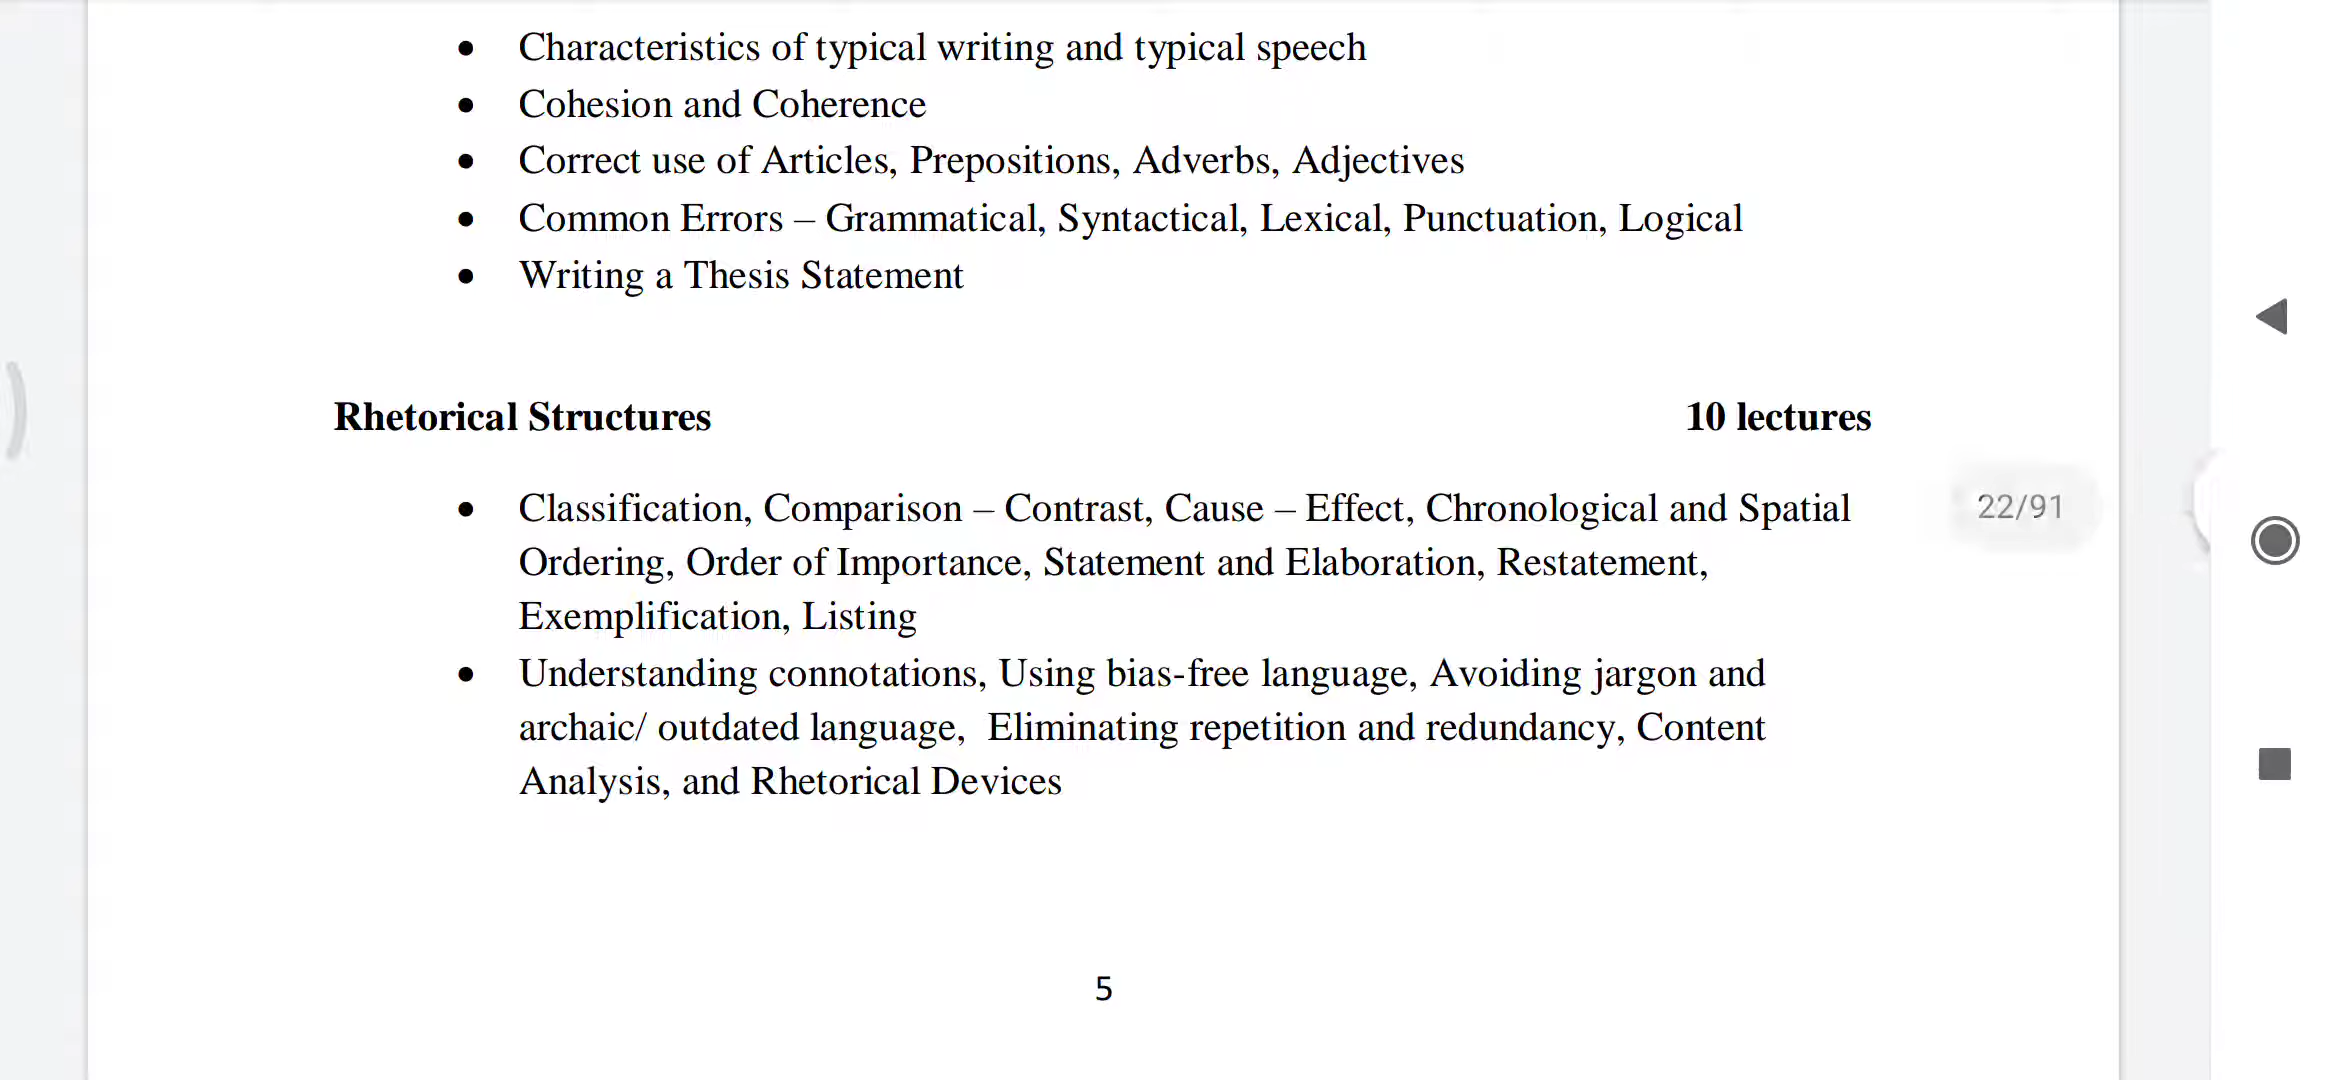 • Characteristics of typical writing and typical speech
• Cohesion and Coherence
• Correct use of Articles, Prepositions, Adverbs, Adjectives
• Common Errors – Grammatical, Syntactical, Lexical, Punctuation, Logical
• Writing a Thesis Statement
Rhetorical Structures 10 lectures
• Classification, Comparison – Contrast, Cause – Effect, Chronological and Spatial
Ordering, Order of Importance, Statement and Elaboration, Restatement,
Exemplification, Listing
22/91
• Understanding connotations, Using bias-free language, Avoiding jargon and
archaic/ outdated language,  Eliminating repetition and redundancy, Content
Analysis, and Rhetorical Devices
5